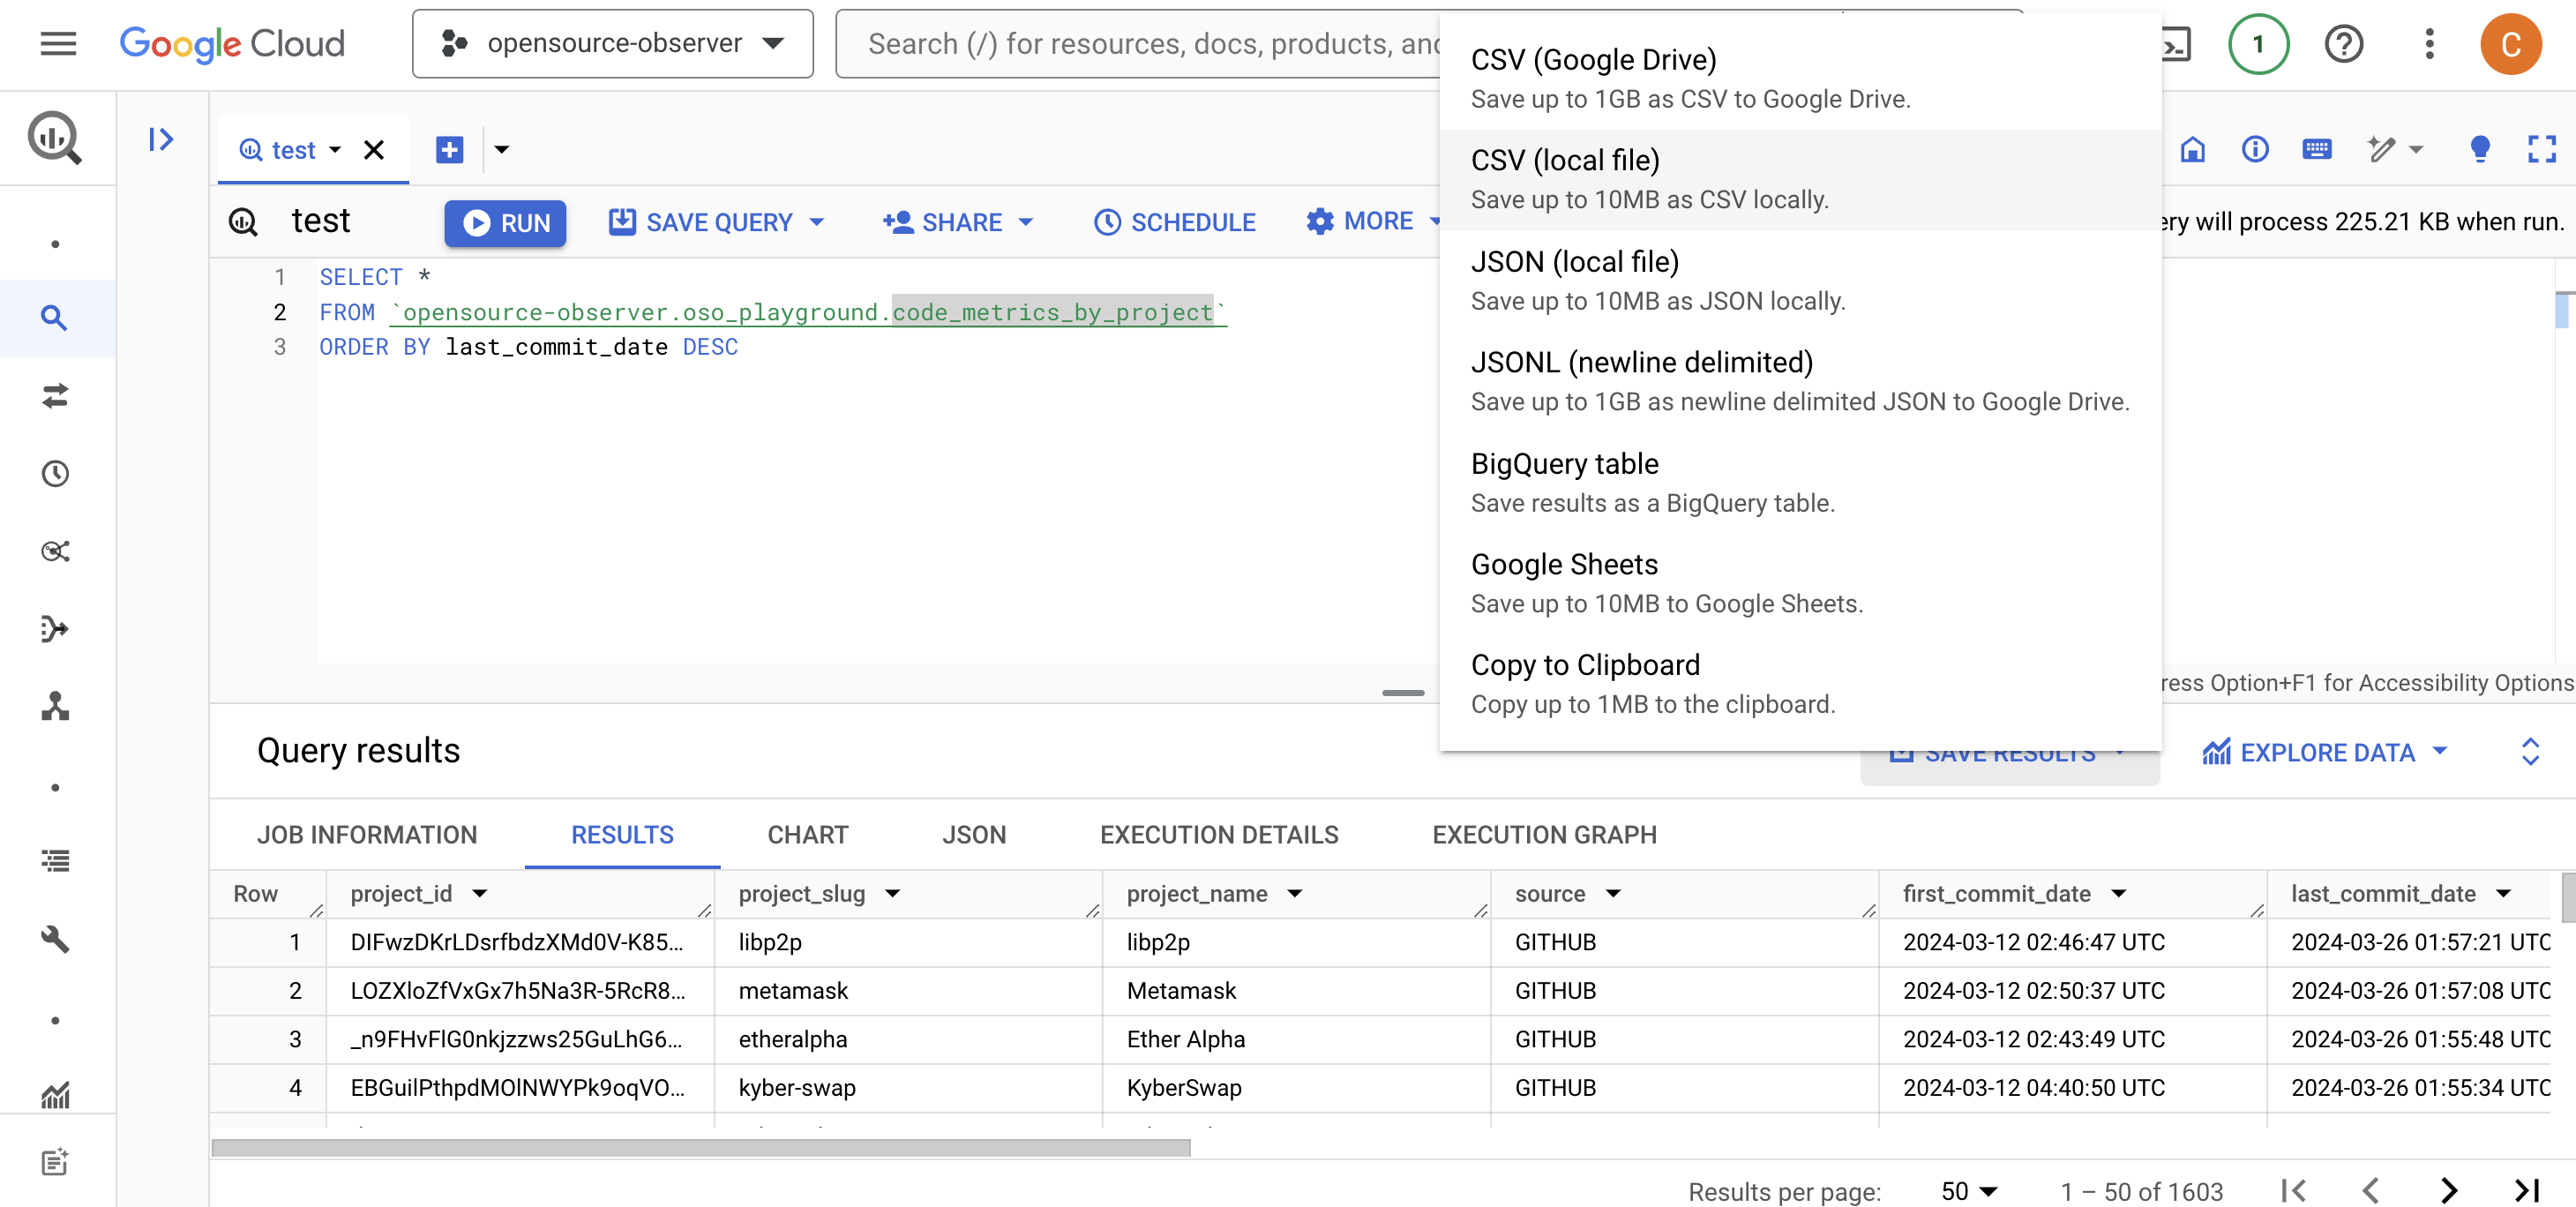 Google Cloud
opensource-observer
Search (/) for resources, docs, products, and
1
C
test
test
RUN
SAVE QUERY
SHARE
SCHEDULE
MORE
ery will process 225.21 KB when run.
1 SELECT *
2 FROM `opensource-observer.oso_playground.code_metrics_by_project`
3 ORDER BY last_commit_date DESC
CSV (Google Drive)
Save up to 1GB as CSV to Google Drive.
CSV (local file)
Save up to 10MB as CSV locally.
JSON (local file)
Save up to 10MB as JSON locally.
JSONL (newline delimited)
Save up to 1GB as newline delimited JSON to Google Drive.
BigQuery table
Save results as a BigQuery table.
Google Sheets
Save up to 10MB to Google Sheets.
Copy to Clipboard
Copy up to 1MB to the clipboard.
ress Option+F1 for Accessibility Options
Query results
SAVE RESULTS
EXPLORE DATA
JOB INFORMATION RESULTS CHART JSON EXECUTION DETAILS EXECUTION GRAPH
Row project_id project_slug project_name source first_commit_date last_commit_date
1 DIFwzDKrLDsrfbdzXMd0V-K85... libp2p libp2p GITHUB 2024-03-12 02:46:47 UTC 2024-03-26 01:57:21 UTC
2 LOZXloZfVxGx7h5Na3R-5RcR8... metamask Metamask GITHUB 2024-03-12 02:50:37 UTC 2024-03-26 01:57:08 UTC
3 _n9FHvFlG0nkjzzws25GuLhG6... etheralpha Ether Alpha GITHUB 2024-03-12 02:43:49 UTC 2024-03-26 01:55:48 UTC
4 EBGuilPthpdMOlNWYPk9oqVO... kyber-swap KyberSwap GITHUB 2024-03-12 04:40:50 UTC 2024-03-26 01:55:34 UTC
Results per page: 50 1 – 50 of 1603